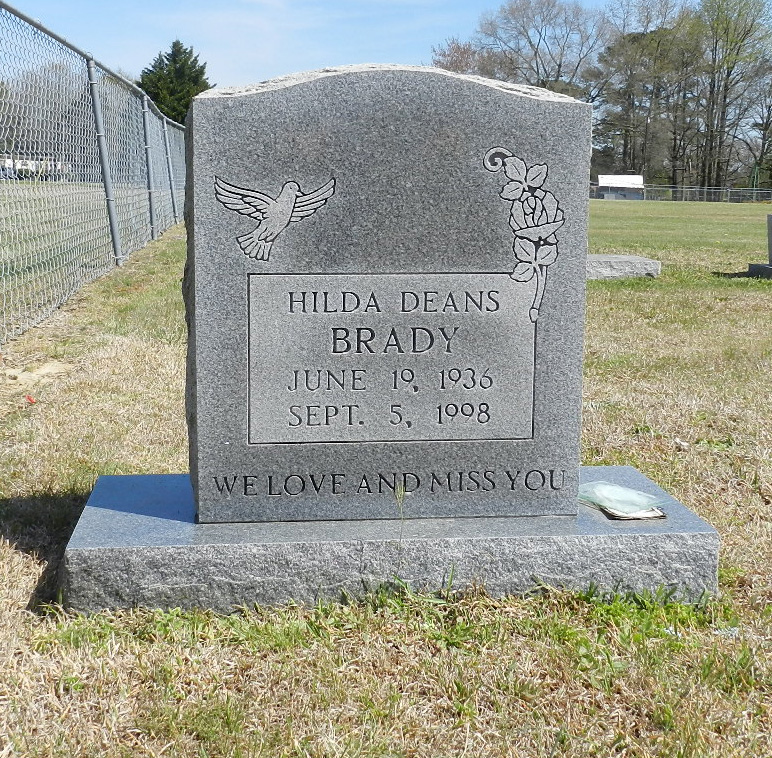 HILDA DEANS
BRADY
JUNE 19, 1936
SEPT. 5, 1998
WE LOVE AND MISS YOU